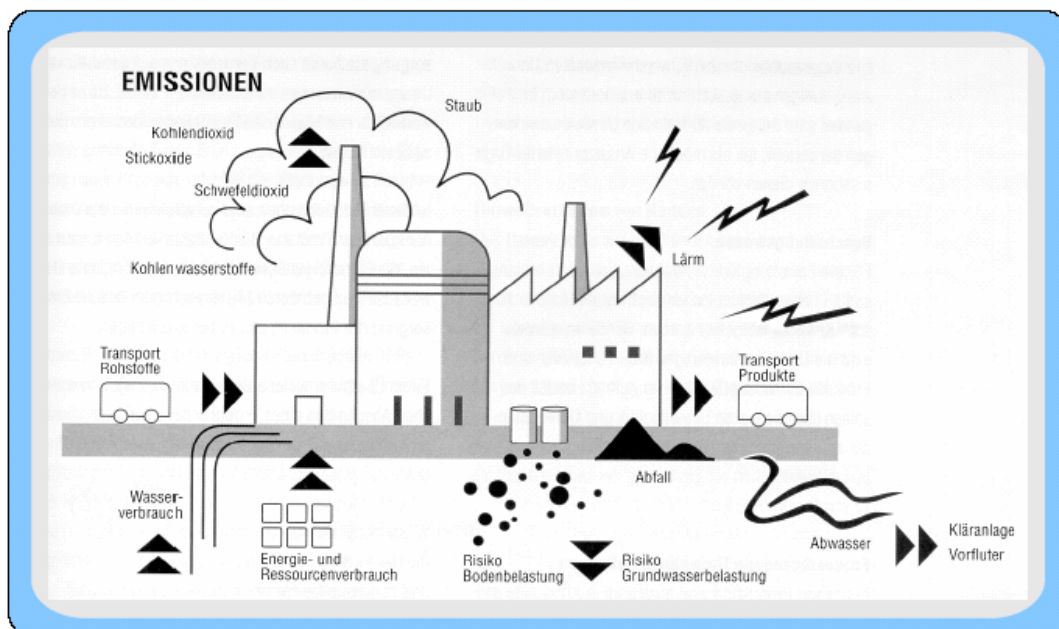 EMISSIONEN
Staub
Kohlendioxid
Stickoxide
Schwefeldioxid
Kohlen wasserstoffe
Lärm
Transport
Rohstoffe
Transport
Produkte
Abfall
Wasser-
verbrauch
Energie- und
Ressourcenverbrauch
Risiko
Bodenbelastung
Risiko
Grundwasserbelastung
Abwasser
Kläranlage
Vorfluter